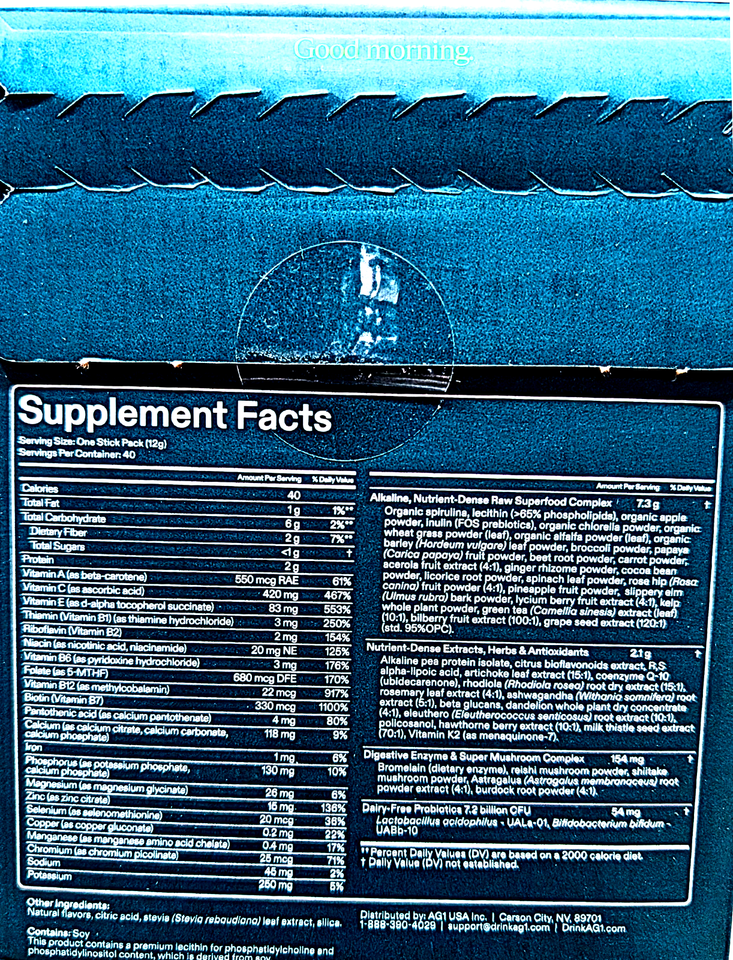 Good morning.
Supplement Facts
Serving Size: One Stick Pack (12g)
Servings Per Container: 40
Amount Per Serving % Daily Value
Calories 40
Total Fat 1 g 1%**
Total Carbohydrate 6 g 2%**
Dietary Fiber 2 g 7%**
Total Sugars <1 g †
Protein 2 g
Vitamin A (as beta-carotene) 550 mcg RAE 61%
Vitamin C (as ascorbic acid) 420 mg 467%
Vitamin E (as d-alpha tocopherol succinate) 83 mg 553%
Thiamin (Vitamin B1) (as thiamine hydrochloride) 3 mg 250%
Riboflavin (Vitamin B2) 2 mg 154%
Niacin (as nicotinic acid, niacinamide) 20 mg NE 125%
Vitamin B6 (as pyridoxine hydrochloride) 3 mg 176%
Folate (as 5-MTHF) 680 mcg DFE 170%
Vitamin B12 (as methylcobalamin) 22 mcg 917%
Biotin (Vitamin B7) 330 mcg 1100%
Pantothenic acid (as calcium pantothenate) 4 mg 80%
Calcium (as calcium citrate, calcium carbonate, 118 mg 9%
calcium phosphate)
Iron 1 mg 6%
Phosphorus (as potassium phosphate, 130 mg 10%
calcium phosphate)
Magnesium (as magnesium glycinate) 26 mg 6%
Zinc (as zinc citrate) 15 mg 136%
Selenium (as selenomethionine) 20 mcg 36%
Copper (as copper gluconate) 0.2 mg 22%
Manganese (as manganese amino acid chelate) 0.4 mg 17%
Chromium (as chromium picolinate) 25 mcg 71%
Sodium 45 mg 2%
Potassium 250 mg 5%
Amount Per Serving % Daily Value
Alkaline, Nutrient-Dense Raw Superfood Complex 7.3 g †
Organic spirulina, lecithin (>65% phospholipids), organic apple
powder, Inulin (FOS prebiotics), organic chlorella powder, organic
wheat grass powder (leaf), organic alfalfa powder (leaf), organic
barley (Hordeum vulgare) leaf powder, broccoli powder, papaya
(Carica papaya) fruit powder, beet root powder, carrot powder,
acerola fruit extract (4:1), ginger rhizome powder, cocoa bean
powder, licorice root powder, spinach leaf powder, rose hip (Rosa
canina) fruit powder (4:1), pineapple fruit powder, slippery elm
(Ulmus rubra) bark powder, lycium berry fruit extract (4:1), kelp
whole plant powder, green tea (Camellia sinesis) extract (leaf)
(10:1), bilberry fruit extract (100:1), grape seed extract (120:1)
(std. 95%OPC).
Nutrient-Dense Extracts, Herbs & Antioxidants 2.1 g †
Alkaline pea protein isolate, citrus bioflavonoids extract, R,S
alpha-lipoic acid, artichoke leaf extract (15:1), coenzyme Q-10
(ubidecarenone), rhodiola (Rhodiola rosea) root dry extract (15:1),
rosemary leaf extract (4:1), ashwagandha (Withania somnifera) root
extract (5:1), beta glucans, dandelion whole plant dry concentrate
(4:1), eleuthero (Eleutherococcus senticosus) root extract (10:1),
policosanol, hawthorne berry extract (10:1), milk thistle seed extract
(70:1), Vitamin K2 (as menaquinone-7).
Digestive Enzyme & Super Mushroom Complex 154 mg †
Bromelain (dietary enzyme), reishi mushroom powder, shiitake
mushroom powder, Astragalus (Astragalus membranaceus) root
powder extract (4:1), burdock root powder (4:1).
Dairy-Free Probiotics 7.2 billion CFU 54 mg †
Lactobacillus acidophilus - UALa-01, Bifidobacterium bifidum -
UABb-10
**Percent Daily Values (DV) are based on a 2000 calorie diet.
† Daily Value (DV) not established.
Other Ingredients:
Natural flavors, citric acid, stevia (Stevia rebaudiana) leaf extract, silica.
Contains: Soy
This product contains a premium lecithin for phosphatidylcholine and
phosphatidylinositol content, which is derived from soy
Distributed by: AG1 USA Inc. | Carson City, NV, 89701
1-888-390-4029 | support@drinkag1.com | DrinkAG1.com